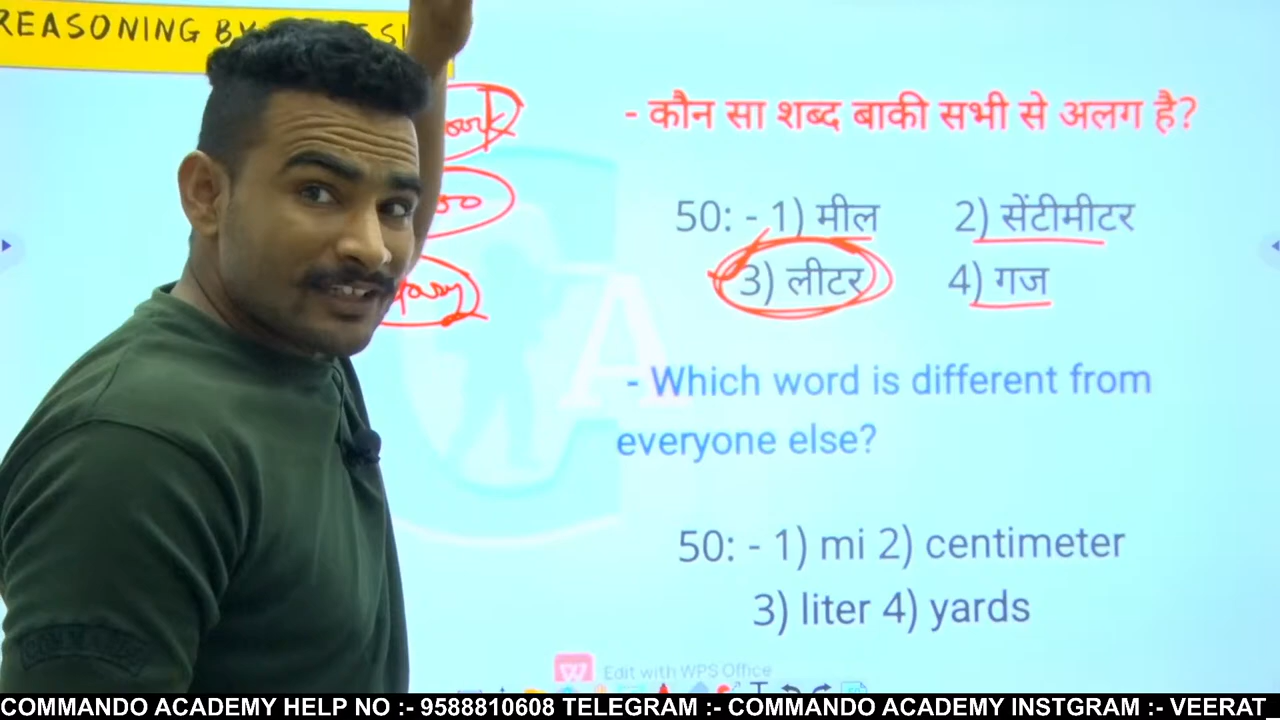 REASONING BY
- कौन सा शब्द बाकी सभी से अलग है?
50: - 1) मील 2) सेंटीमीटर
3) लीटर 4) गज
- Which word is different from
everyone else?
50: - 1) mi 2) centimeter
3) liter 4) yards
Edit with WPS Office
COMMANDO ACADEMY HELP NO :- 9588810608 TELEGRAM :- COMMANDO ACADEMY INSTGRAM :- VEERAT